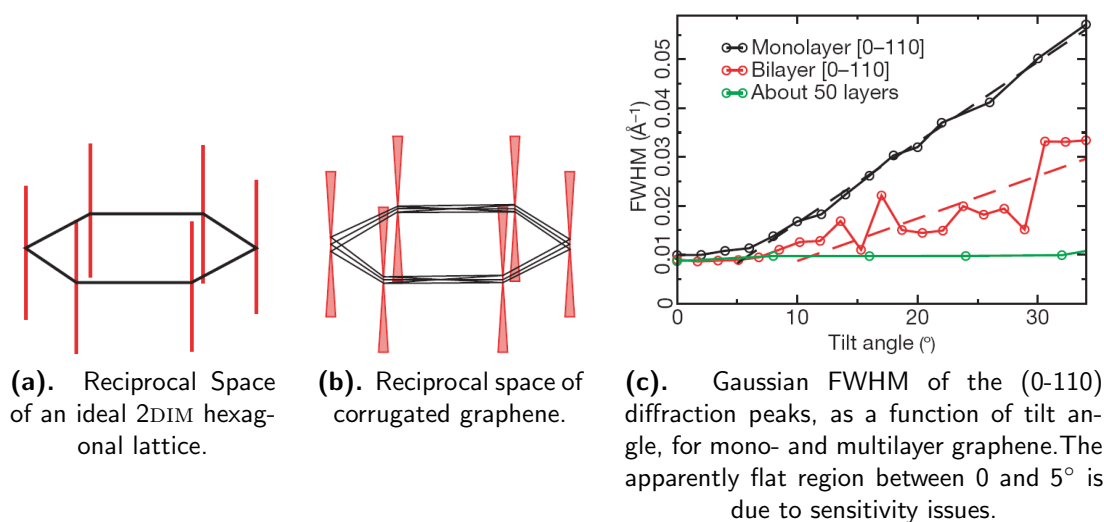 Monolayer [0–110]
Bilayer [0–110]
About 50 layers
FWHM (Å⁻¹)
0.05
0.04
0.03
0.02
0.01
0
0 10 20 30
Tilt angle (º)
(a). Reciprocal Space
of an ideal 2DIM hexag-
onal lattice.
(b). Reciprocal space of
corrugated graphene.
(c). Gaussian FWHM of the (0-110)
diffraction peaks, as a function of tilt an-
gle, for mono- and multilayer graphene.The
apparently flat region between 0 and 5° is
due to sensitivity issues.